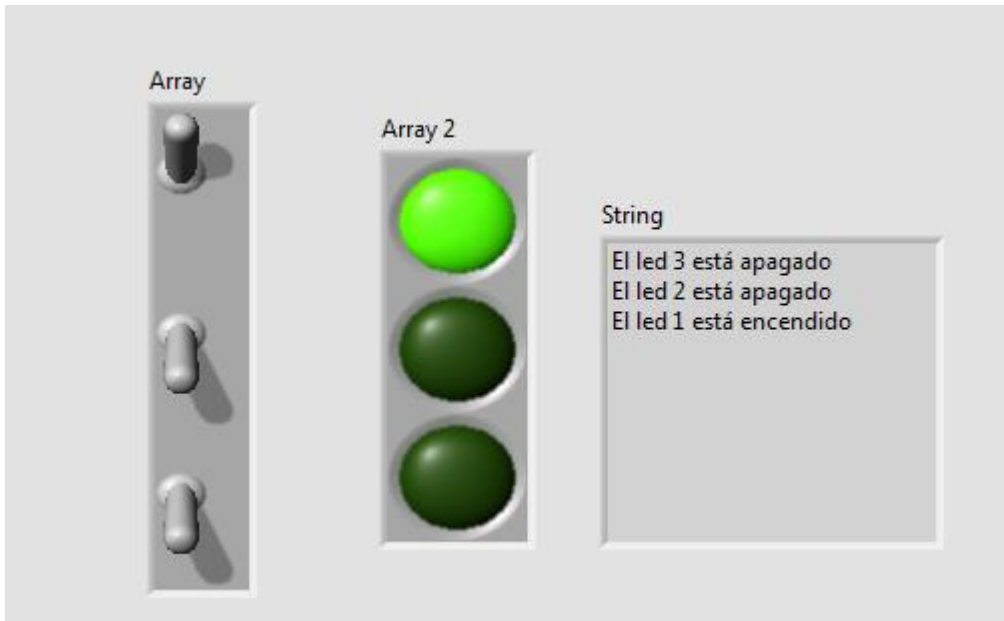 Array
Array 2
String
El led 3 está apagado
El led 2 está apagado
El led 1 está encendido